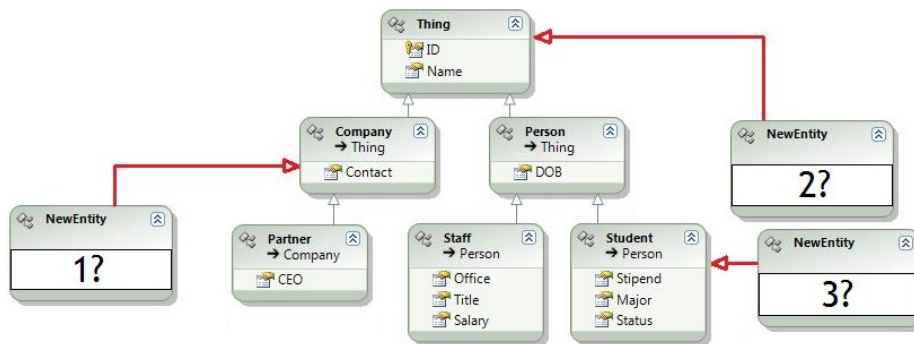 Thing
ID
Name
Company
→ Thing
Contact
Person
→ Thing
DOB
NewEntity
2?
NewEntity
1?
Partner
→ Company
CEO
Staff
→ Person
Office
Title
Salary
Student
→ Person
Stipend
Major
Status
NewEntity
3?